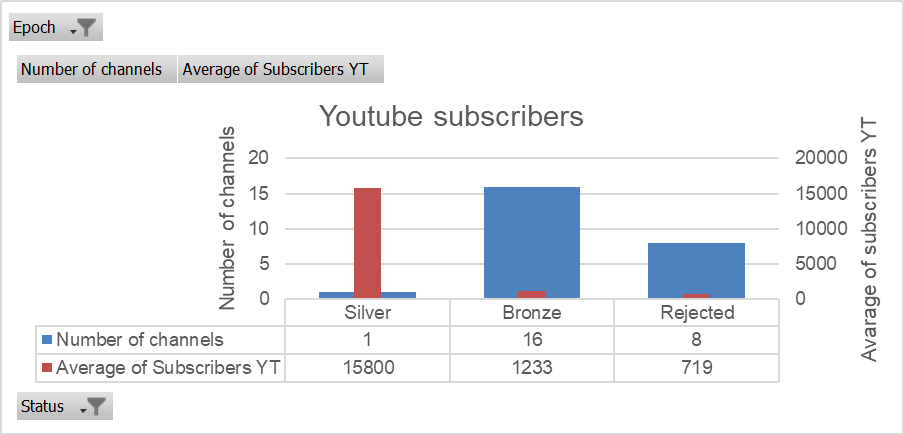 Epoch
Number of channels Average of Subscribers YT
Youtube subscribers
Number of channels
20
15
10
5
0
20000
15000
10000
5000
0
Avarage of subscribers YT
Silver Bronze Rejected
Number of channels 1 16 8
Average of Subscribers YT 15800 1233 719
Status